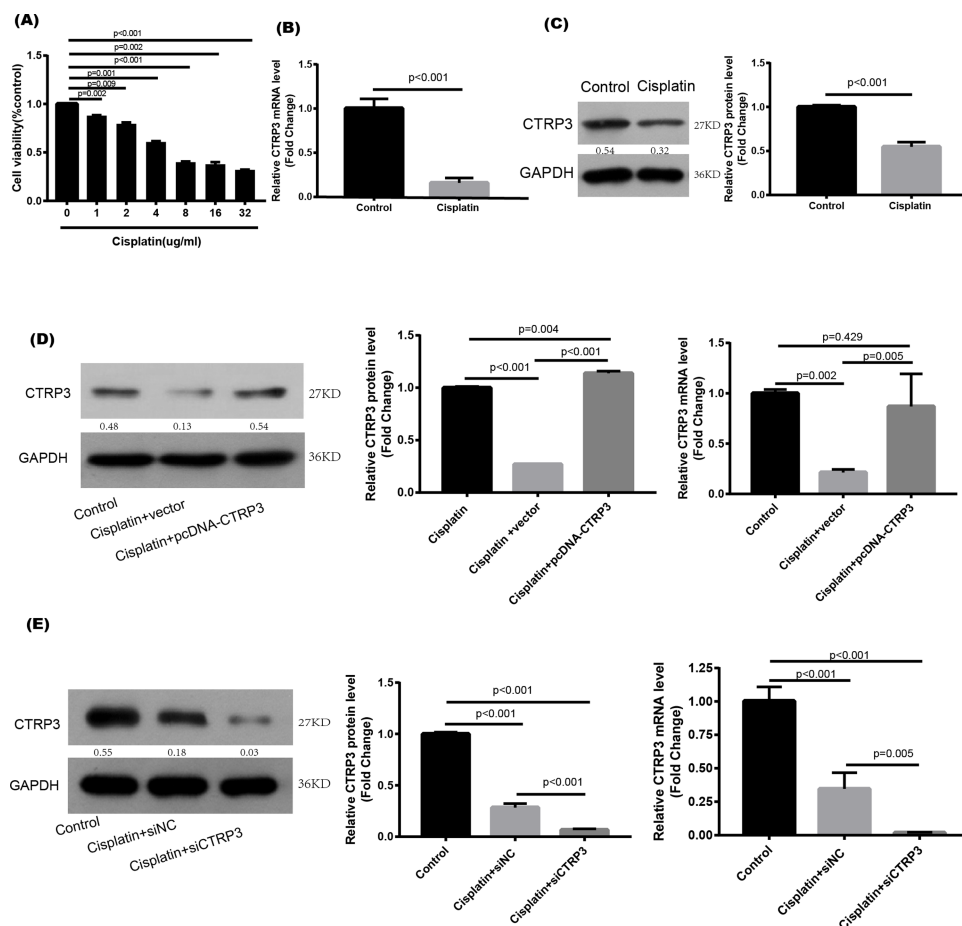 (A)
p<0.001
p=0.002
p<0.001
p=0.001
p=0.009
p=0.002
Cell viability(%control)
1.5
1.0
0.5
0.0
0 1 2 4 8 16 32
Cisplatin(ug/ml)
(B)
Relative CTRP3 mRNA level
(Fold Change)
1.5
1.0
0.5
0.0
p<0.001
Control Cisplatin
(C)
Control Cisplatin
CTRP3 27KD
0.54 0.32
GAPDH 36KD
Relative CTRP3 protein level
(Fold Change)
1.5
1.0
0.5
0.0
p<0.001
Control Cisplatin
(D)
CTRP3 27KD
0.48 0.13 0.54
GAPDH 36KD
Control
Cisplatin+vector
Cisplatin+pcDNA-CTRP3
Relative CTRP3 protein level
(Fold Change)
1.5
1.0
0.5
0.0
p=0.004
p<0.001
p<0.001
Cisplatin
Cisplatin +vector
Cisplatin+pcDNA-CTRP3
Relative CTRP3 mRNA level
(Fold Change)
1.5
1.0
0.5
0.0
p=0.429
p=0.005
p=0.002
Control
Cisplatin+vector
Cisplatin+pcDNA-CTRP3
(E)
CTRP3 27KD
0.55 0.18 0.03
GAPDH 36KD
Control
Cisplatin+siNC
Cisplatin+siCTRP3
Relative CTRP3 protein level
(Fold Change)
1.5
1.0
0.5
0.0
p<0.001
p<0.001
p<0.001
Control
Cisplatin+siNC
Cisplatin+siCTRP3
Relative CTRP3 mRNA level
(Fold Change)
1.25
1.00
0.75
0.50
0.25
0.00
p<0.001
p<0.001
p=0.005
Control
Cisplatin+siNC
Cisplatin+siCTRP3